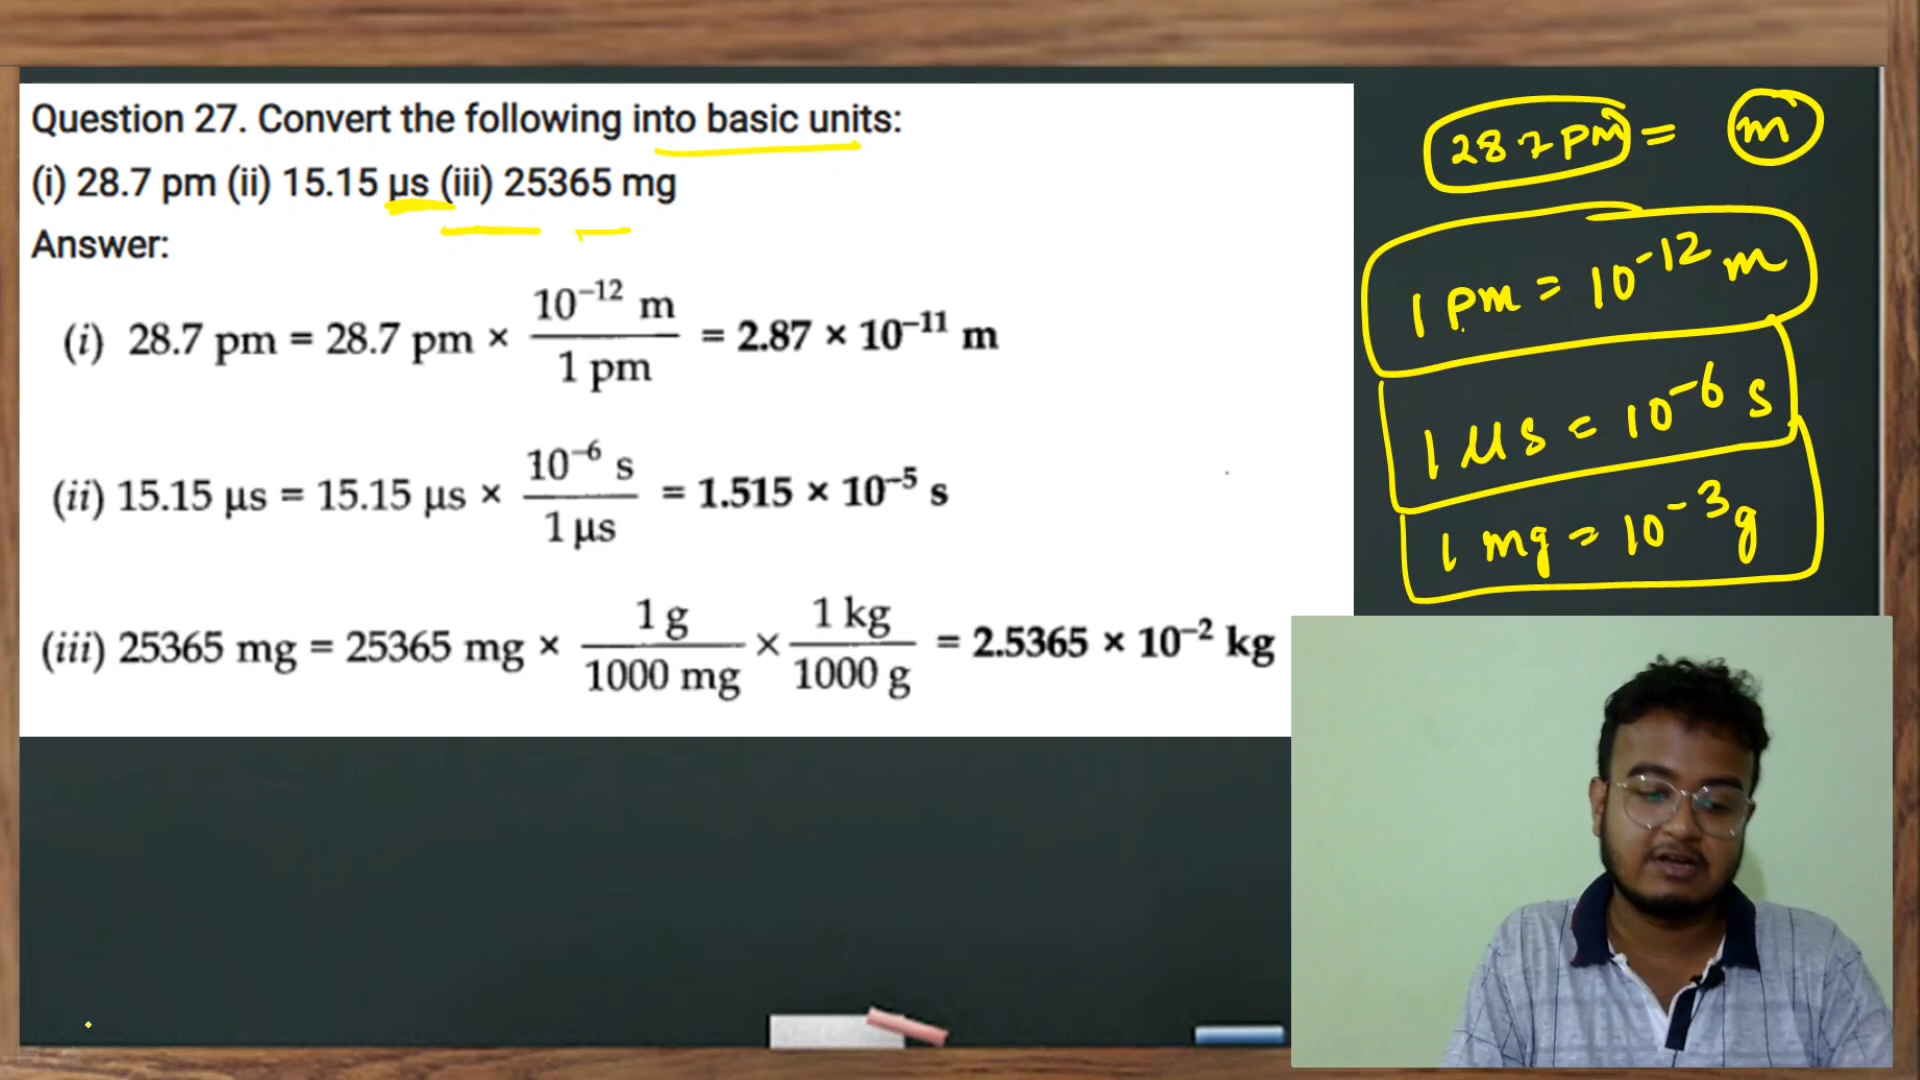 Question 27. Convert the following into basic units:
(i) 28.7 pm (ii) 15.15 μs (iii) 25365 mg
Answer:
(i) 28.7 pm = 28.7 pm × 10⁻¹² m / 1 pm = 2.87 × 10⁻¹¹ m
(ii) 15.15 μs = 15.15 μs × 10⁻⁶ s / 1 μs = 1.515 × 10⁻⁵ s
(iii) 25365 mg = 25365 mg × 1 g / 1000 mg × 1 kg / 1000 g = 2.5365 × 10⁻² kg
28 7 pm = m
1 pm = 10⁻¹² m
1 μs = 10⁻⁶ s
1 mg = 10⁻³ g